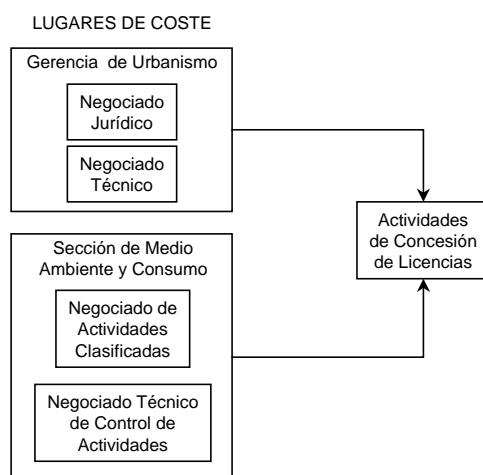 LUGARES DE COSTE
Gerencia de Urbanismo
Negociado
Jurídico
Negociado
Técnico
Sección de Medio
Ambiente y Consumo
Negociado de
Actividades
Clasificadas
Negociado Técnico
de Control de
Actividades
Actividades
de Concesión
de Licencias